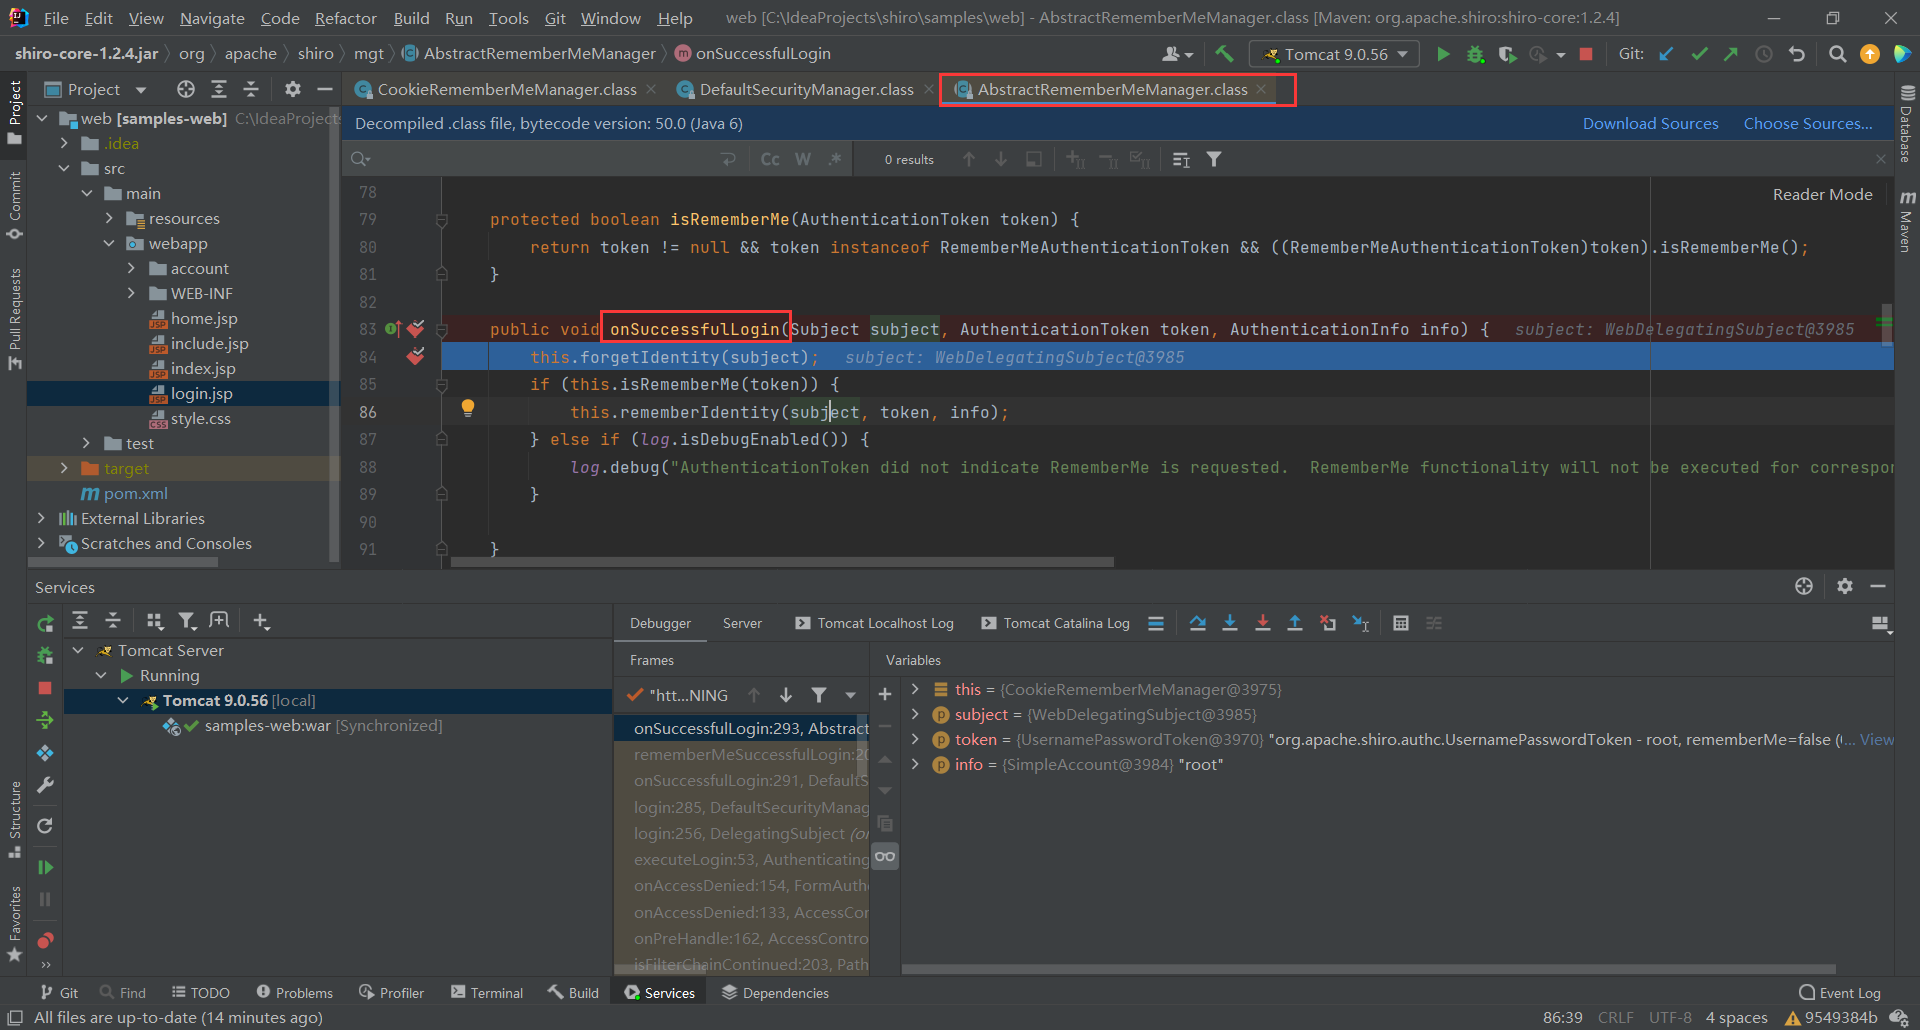 File Edit View Navigate Code Refactor Build Run Tools Git Window Help web [C:\IdeaProjects\shiro\samples\web] - AbstractRememberMeManager.class [Maven: org.apache.shiro:shiro-core:1.2.4]
shiro-core-1.2.4.jar org apache shiro mgt AbstractRememberMeManager onSuccessfulLogin Tomcat 9.0.56 Git:
Project CookieRememberMeManager.class DefaultSecurityManager.class AbstractRememberMeManager.class
Decompiled .class file, bytecode version: 50.0 (Java 6) Download Sources Choose Sources...
Cc W .* 0 results
Reader Mode
web [samples-web] C:\IdeaProjects
.idea
src
main
resources
webapp
account
WEB-INF
home.jsp
include.jsp
index.jsp
login.jsp
style.css
test
target
pom.xml
External Libraries
Scratches and Consoles
78
79 protected boolean isRememberMe(AuthenticationToken token) {
80 return token != null && token instanceof RememberMeAuthenticationToken && ((RememberMeAuthenticationToken)token).isRememberMe();
81 }
82
83 public void onSuccessfulLogin(Subject subject, AuthenticationToken token, AuthenticationInfo info) { subject: WebDelegatingSubject@3985
84 this.forgetIdentity(subject); subject: WebDelegatingSubject@3985
85 if (this.isRememberMe(token)) {
86 this.rememberIdentity(subject, token, info);
87 } else if (log.isDebugEnabled()) {
88 log.debug("AuthenticationToken did not indicate RememberMe is requested.  RememberMe functionality will not be executed for correspon
89 }
90
91 }
Project
Commit
Pull Requests
Structure
Favorites
Database
Maven
Services
Tomcat Server
Running
Tomcat 9.0.56 [local]
samples-web:war [Synchronized]
Debugger Server Tomcat Localhost Log Tomcat Catalina Log
Frames Variables
"htt...NING
onSuccessfulLogin:293, Abstract
rememberMeSuccessfulLogin:20
onSuccessfulLogin:291, DefaultS
login:285, DefaultSecurityManag
login:256, DelegatingSubject (or
executeLogin:53, Authenticating
onAccessDenied:154, FormAuth
onAccessDenied:133, AccessCon
onPreHandle:162, AccessContro
isFilterChainContinued:203, Path
this = {CookieRememberMeManager@3975}
subject = {WebDelegatingSubject@3985}
token = {UsernamePasswordToken@3970} "org.apache.shiro.authc.UsernamePasswordToken - root, rememberMe=false (... View
info = {SimpleAccount@3984} "root"
Git Find TODO Problems Profiler Terminal Build Services Dependencies Event Log
All files are up-to-date (14 minutes ago) 86:39 CRLF UTF-8 4 spaces 9549384b